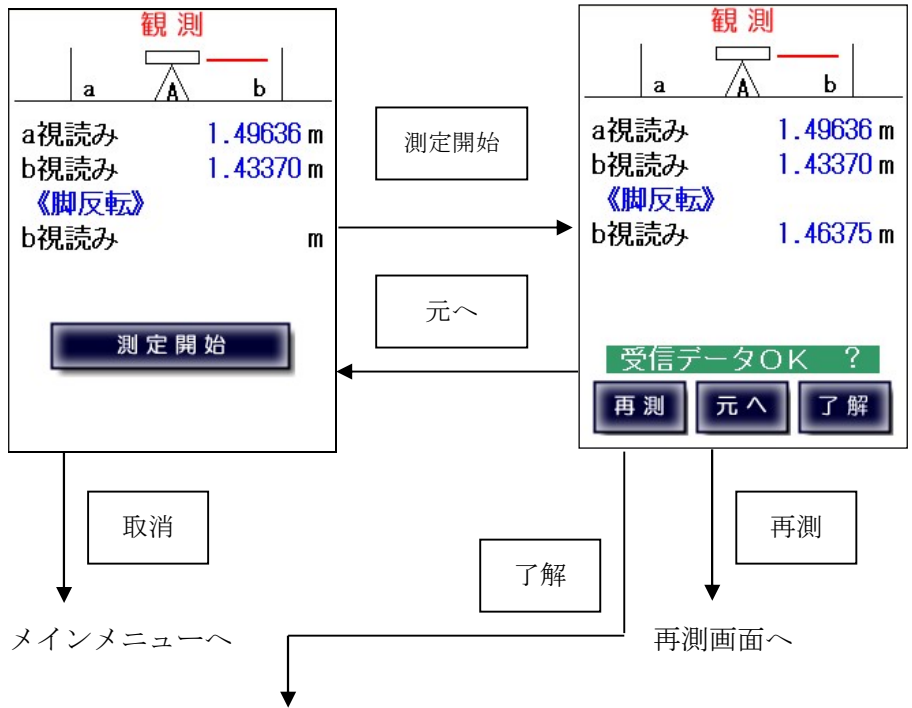 観測
a A b
a視読み 1.49636 m
b視読み 1.43370 m
《脚反転》
b視読み m
測定開始
測定開始
元へ
観測
a A b
a視読み 1.49636 m
b視読み 1.43370 m
《脚反転》
b視読み 1.46375 m
受信データOK ?
再測 元へ 了解
取消
了解
再測
メインメニューへ
再測画面へ